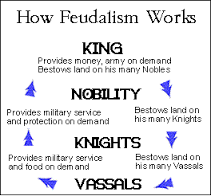 How Feudalism Works
KING
Provides money, army on demand
Bestows land on his many Nobles
NOBILITY
Provides military service
and protection on demand
Bestows land on
his many Knights
KNIGHTS
Provides military service
and food on demand
Bestows land on
his many Vassals
VASSALS